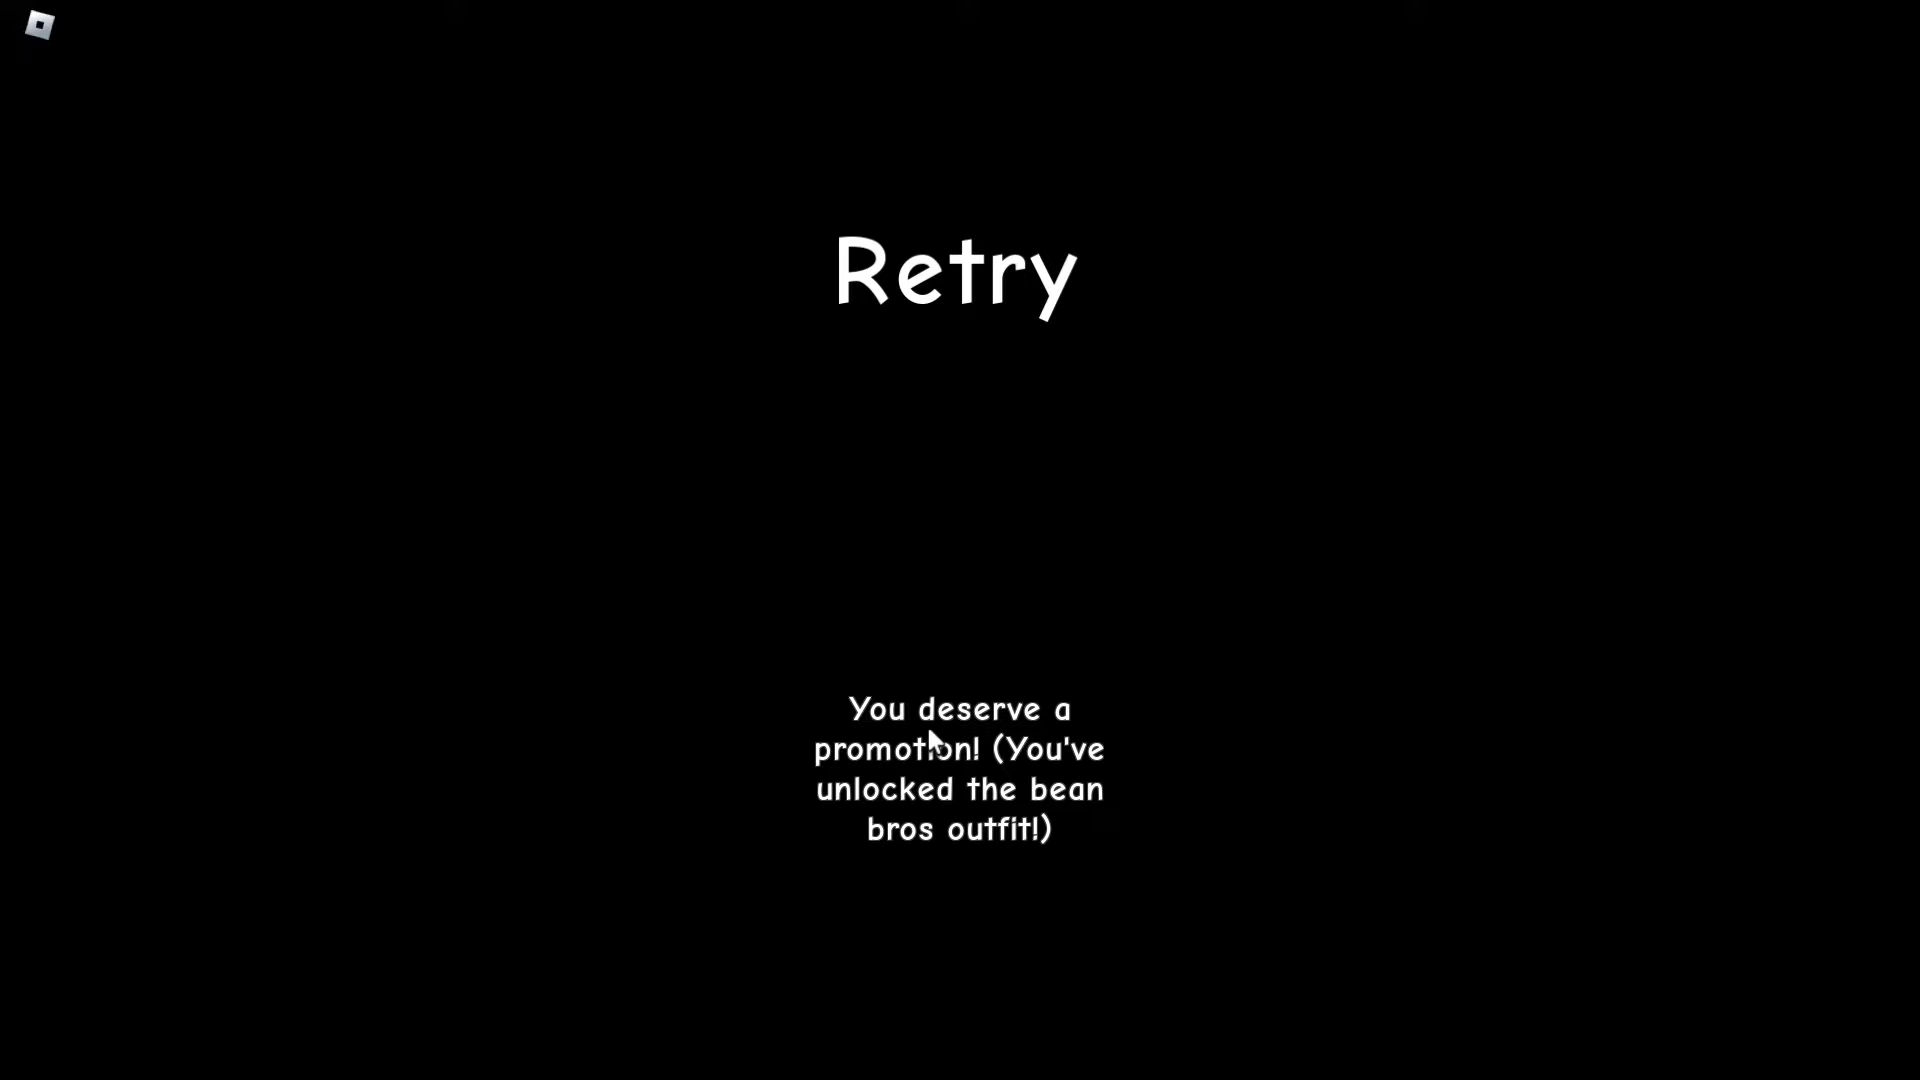 Retry
You deserve a
promotion! (You've
unlocked the bean
bros outfit!)